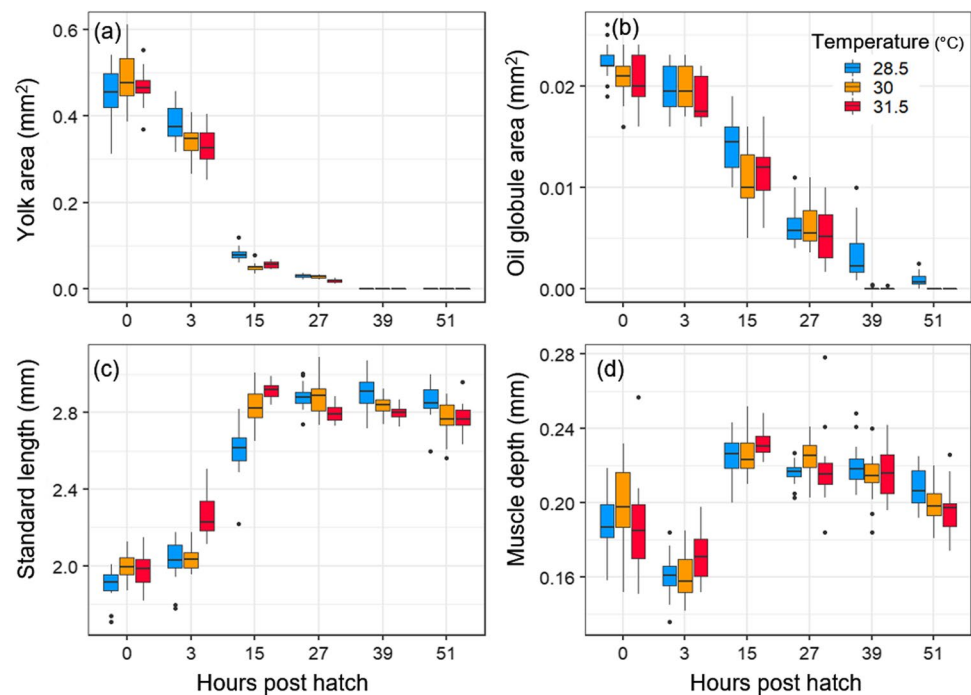 (a)
Yolk area (mm²)
0.6
0.4
0.2
0.0
0 3 15 27 39 51
(b)
Oil globule area (mm²)
0.02
0.01
0.00
0 3 15 27 39 51
Temperature (°C)
28.5
30
31.5
(c)
Standard length (mm)
2.8
2.4
2.0
0 3 15 27 39 51
Hours post hatch
(d)
Muscle depth (mm)
0.28
0.24
0.20
0.16
0 3 15 27 39 51
Hours post hatch